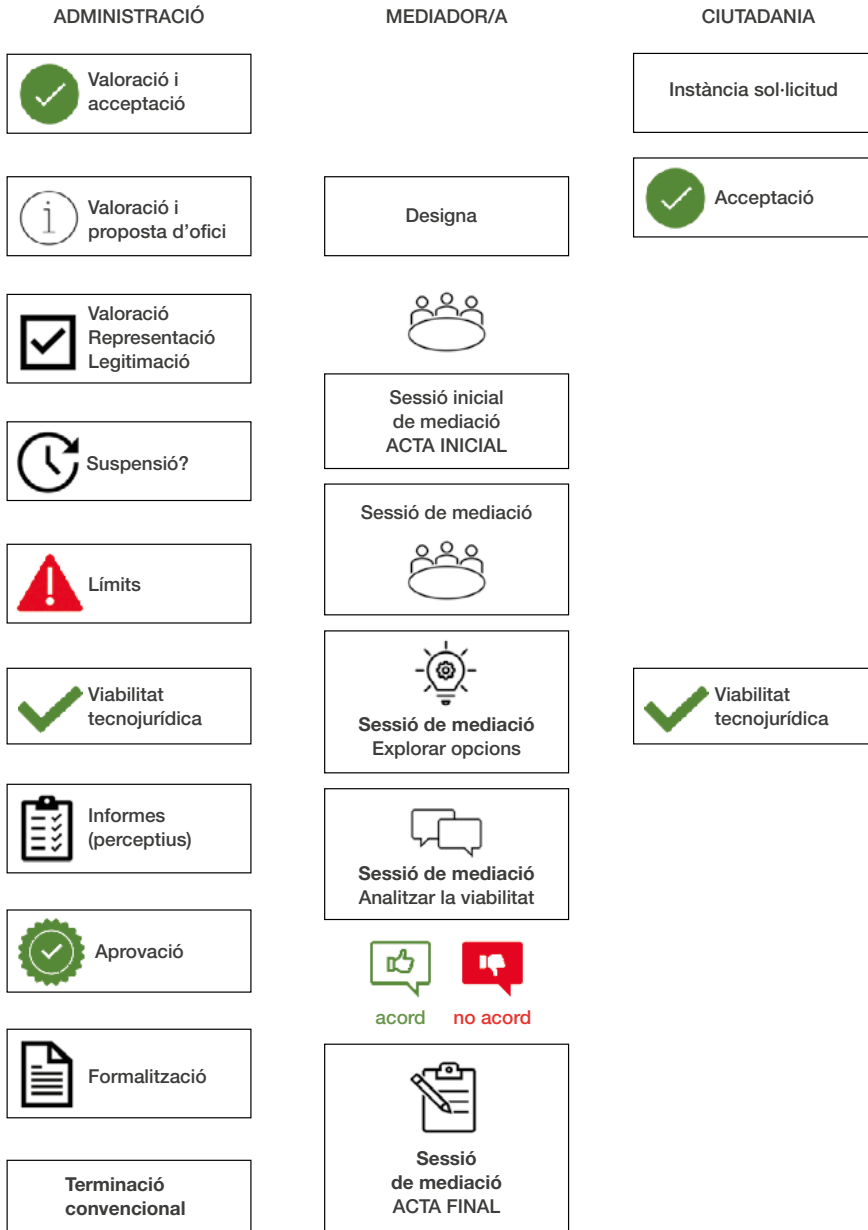 ADMINISTRACIÓ
MEDIADOR/A
CIUTADANIA
Valoració i
acceptació
Instància sol·licitud
Valoració i
proposta d’ofici
Designa
Acceptació
Valoració
Representació
Legitimació
Sessió inicial
de mediació
ACTA INICIAL
Suspensió?
Sessió de mediació
Límits
Viabilitat
tecnojurídica
Sessió de mediació
Explorar opcions
Viabilitat
tecnojurídica
Informes
(perceptius)
Sessió de mediació
Analitzar la viabilitat
Aprovació
acord
no acord
Formalització
Sessió
de mediació
ACTA FINAL
Terminació
convencional